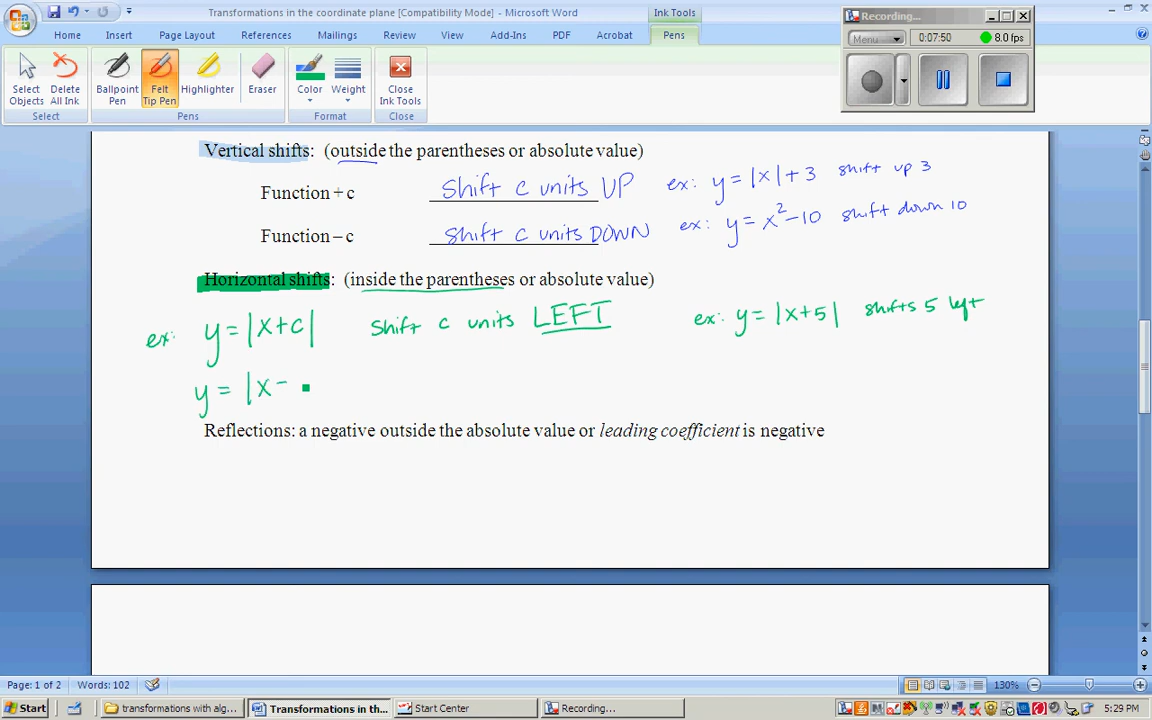 Transformations in the coordinate plane [Compatibility Mode] - Microsoft Word
Ink Tools
Recording...
Home Insert Page Layout References Mailings Review View Add-Ins PDF Acrobat Pens
Menu 0:07:50 8.0 fps
Select Objects
Delete All Ink
Ballpoint Pen
Felt Tip Pen
Highlighter
Eraser
Color
Weight
Close Ink Tools
Select Pens Format Close
Vertical shifts: (outside the parentheses or absolute value)
Function + c shift c units UP ex: y = |x| + 3 shift up 3
Function – c shift c units DOWN ex: y = x² – 10 shift down 10
Horizontal shifts: (inside the parentheses or absolute value)
ex: y = |x+c| shift c units LEFT ex: y = |x+5| shifts 5 left
y = |x -
Reflections: a negative outside the absolute value or leading coefficient is negative
Page: 1 of 2 Words: 102 130%
Start transformations with alg... Transformations in th... Start Center Recording... 5:29 PM